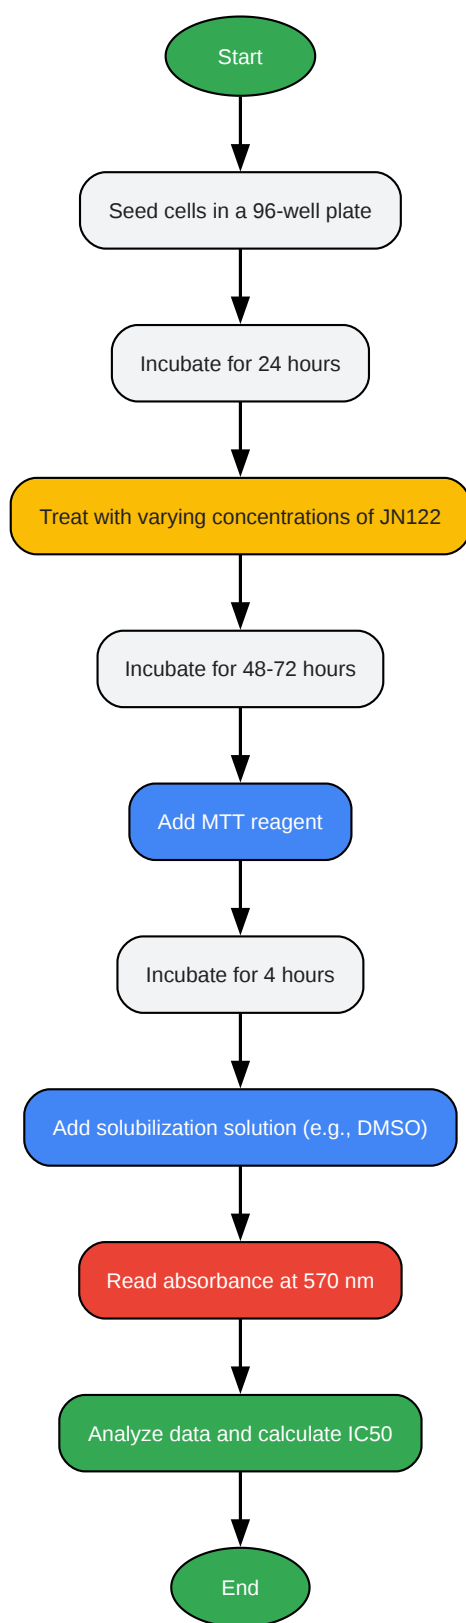 Start
Seed cells in a 96-well plate
Incubate for 24 hours
Treat with varying concentrations of JN122
Incubate for 48-72 hours
Add MTT reagent
Incubate for 4 hours
Add solubilization solution (e.g., DMSO)
Read absorbance at 570 nm
Analyze data and calculate IC50
End